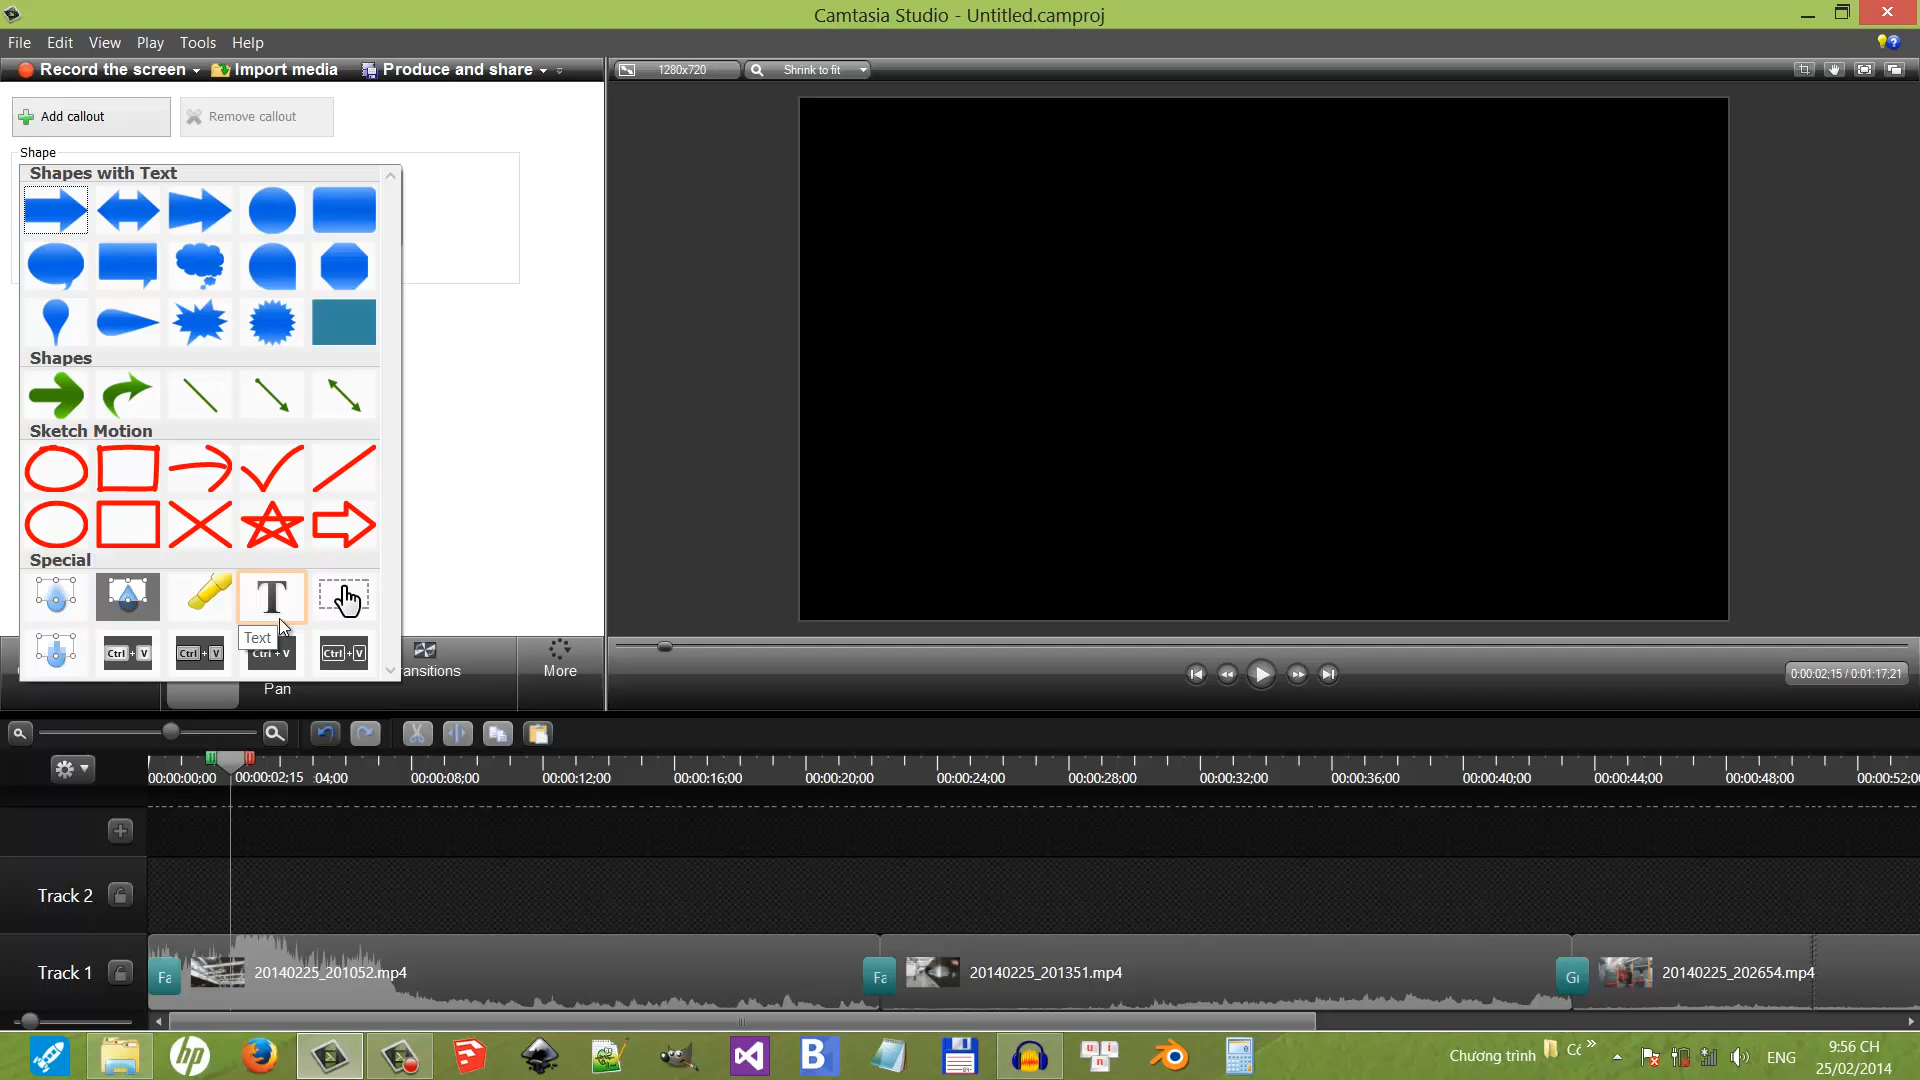 Camtasia Studio - Untitled.camproj
File Edit View Play Tools Help
Record the screen Import media Produce and share
1280x720 Shrink to fit
Add callout Remove callout
Shape
Shapes with Text
Shapes
Sketch Motion
Special
T
Text
Ctrl + V Ctrl + V Ctrl + V Ctrl + V
ansitions More
Pan
0:00:02;15 / 0:01:17;21
00:00:00;00 00:00:02;15 :04;00 00:00:08;00 00:00:12;00 00:00:16;00 00:00:20;00 00:00:24;00 00:00:28;00 00:00:32;00 00:00:36;00 00:00:40;00 00:00:44;00 00:00:48;00 00:00:52;00
Track 2
Track 1 Fa 20140225_201052.mp4 Fa 20140225_201351.mp4 Gi 20140225_202654.mp4
hp B u i n
Chương trình Cc ENG
9:56 CH
25/02/2014